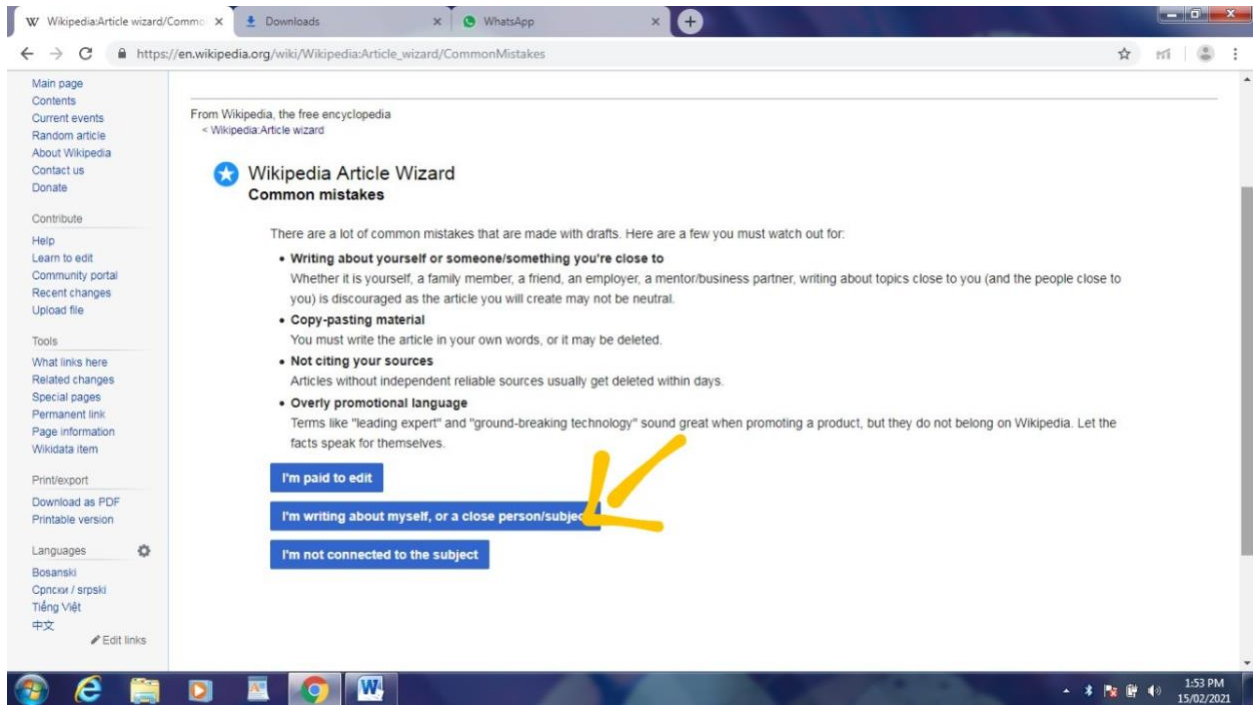 Wikipedia:Article wizard/Commo
Downloads
WhatsApp
https://en.wikipedia.org/wiki/Wikipedia:Article_wizard/CommonMistakes
Main page
Contents
Current events
Random article
About Wikipedia
Contact us
Donate
Contribute
Help
Learn to edit
Community portal
Recent changes
Upload file
Tools
What links here
Related changes
Special pages
Permanent link
Page information
Wikidata item
Print/export
Download as PDF
Printable version
Languages
Bosanski
Српски / srpski
Tiếng Việt
中文
Edit links
From Wikipedia, the free encyclopedia
< Wikipedia:Article wizard
Wikipedia Article Wizard
Common mistakes
There are a lot of common mistakes that are made with drafts. Here are a few you must watch out for:
• Writing about yourself or someone/something you're close to
Whether it is yourself, a family member, a friend, an employer, a mentor/business partner, writing about topics close to you (and the people close to
you) is discouraged as the article you will create may not be neutral.
• Copy-pasting material
You must write the article in your own words, or it may be deleted.
• Not citing your sources
Articles without independent reliable sources usually get deleted within days.
• Overly promotional language
Terms like "leading expert" and "ground-breaking technology" sound great when promoting a product, but they do not belong on Wikipedia. Let the
facts speak for themselves.
I'm paid to edit
I'm writing about myself, or a close person/subjec
I'm not connected to the subject
1:53 PM
15/02/2021